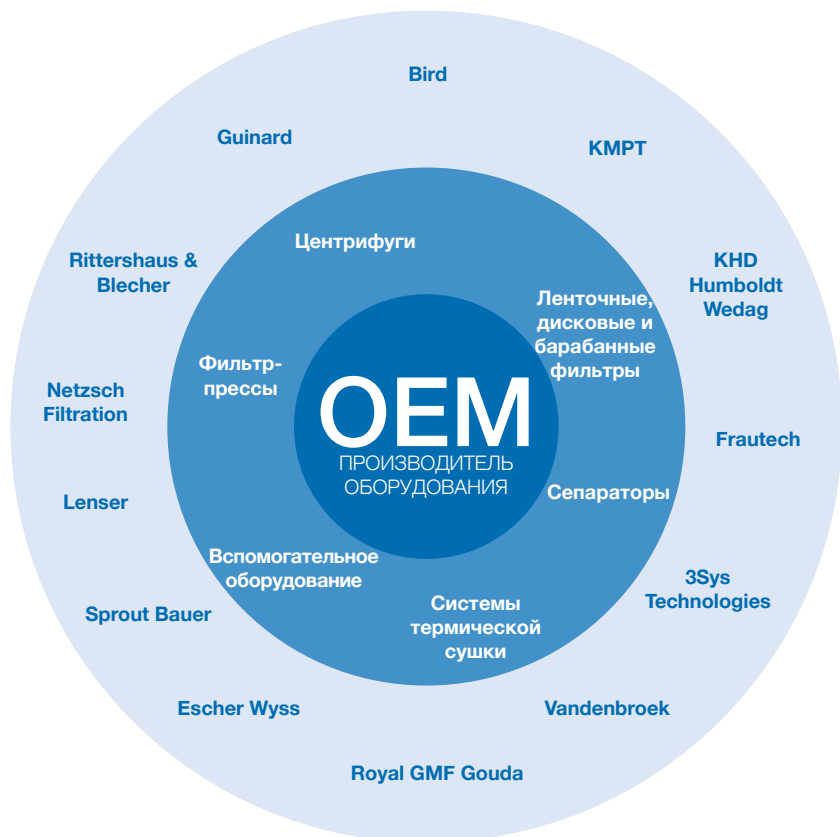 Bird
Guinard
KMPT
Rittershaus &
Blecher
KHD
Humboldt
Wedag
Netzsch
Filtration
Frautech
Lenser
3Sys
Technologies
Sprout Bauer
Escher Wyss
Vandenbroek
Royal GMF Gouda
Центрифуги
Ленточные,
дисковые и
барабанные
фильтры
Фильтр-
прессы
Сепараторы
Вспомогательное
оборудование
Системы
термической
сушки
OEM
ПРОИЗВОДИТЕЛЬ
ОБОРУДОВАНИЯ